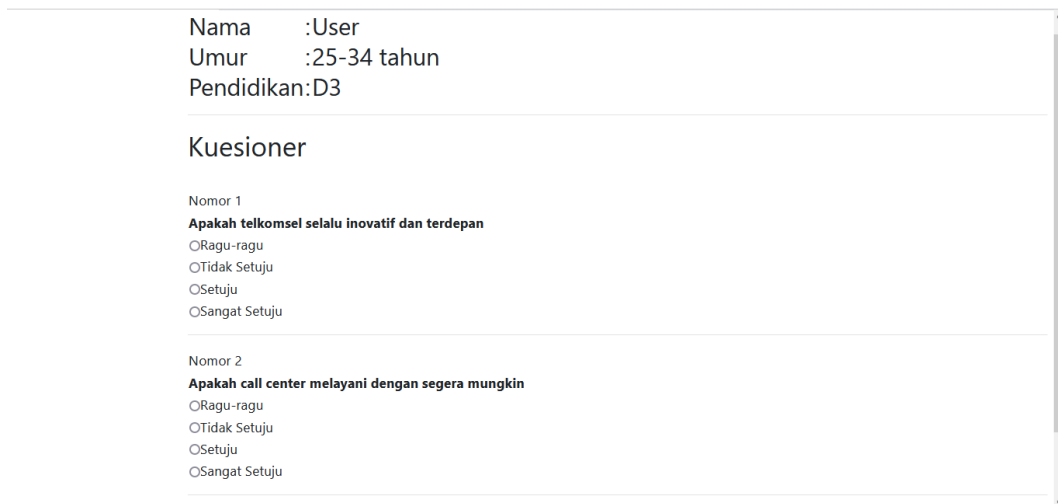 Nama :User
Umur :25-34 tahun
Pendidikan:D3
Kuesioner
Nomor 1
Apakah telkomsel selalu inovatif dan terdepan
Ragu-ragu
Tidak Setuju
Setuju
Sangat Setuju
Nomor 2
Apakah call center melayani dengan segera mungkin
Ragu-ragu
Tidak Setuju
Setuju
Sangat Setuju